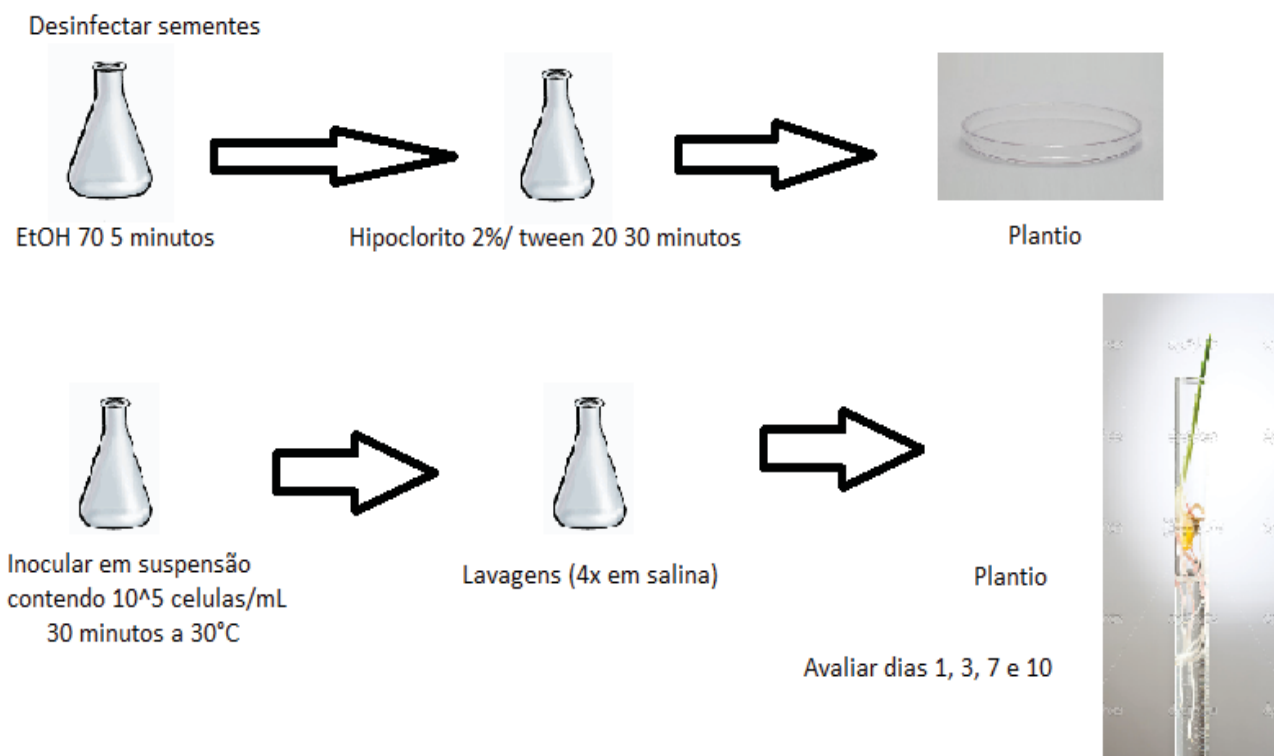 Desinfectar sementes
EtOH 70 5 minutos
Hipoclorito 2%/ tween 20 30 minutos
Plantio
Inocular em suspensão
contendo 10^5 celulas/mL
30 minutos a 30°C
Lavagens (4x em salina)
Plantio
Avaliar dias 1, 3, 7 e 10